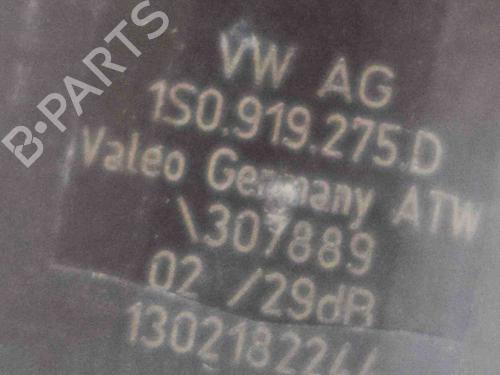 B-PARTS
VW AG
1S0.919.275.D
Valeo Germany ATW
\307889
02 /29dB